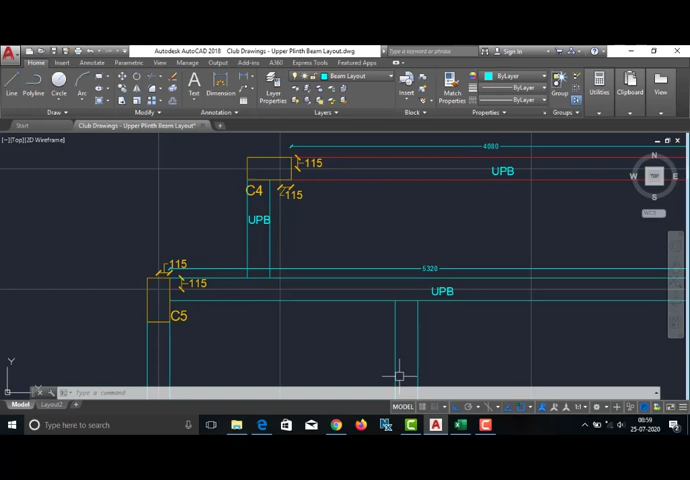 Autodesk AutoCAD 2018 Club Drawings - Upper Plinth Beam Layout.dwg
Type a keyword or phrase
Sign In
Home Insert Annotate Parametric View Manage Output Add-ins A360 Express Tools Featured Apps
Line Polyline Circle Arc Text Dimension Layer Properties Beam Layout Insert Match Properties ByLayer Group Utilities Clipboard View
ByLayer
ByLayer
Draw Modify Annotation Layers Block Properties Groups
Start Club Drawings - Upper Plinth Beam Layout*
[−][Top][2D Wireframe]
4080
N
115
UPB
W TOP E
C4
115
S
WCS
UPB
115
5320
115
UPB
C5
Y
X
Type a command
Model Layout2
MODEL 1:1
Type here to search
00:59
25-07-2020